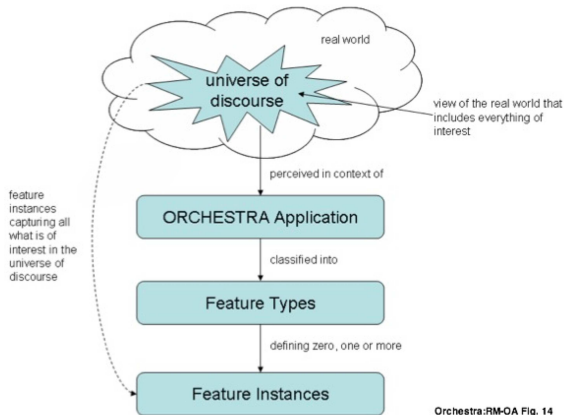 real world
universe of
discourse
view of the real world that
includes everything of
interest
perceived in context of
feature
instances
capturing all
what is of
interest in the
universe of
discourse
ORCHESTRA Application
classified into
Feature Types
defining zero, one or more
Feature Instances
Orchestra:RM-OA Fig. 14